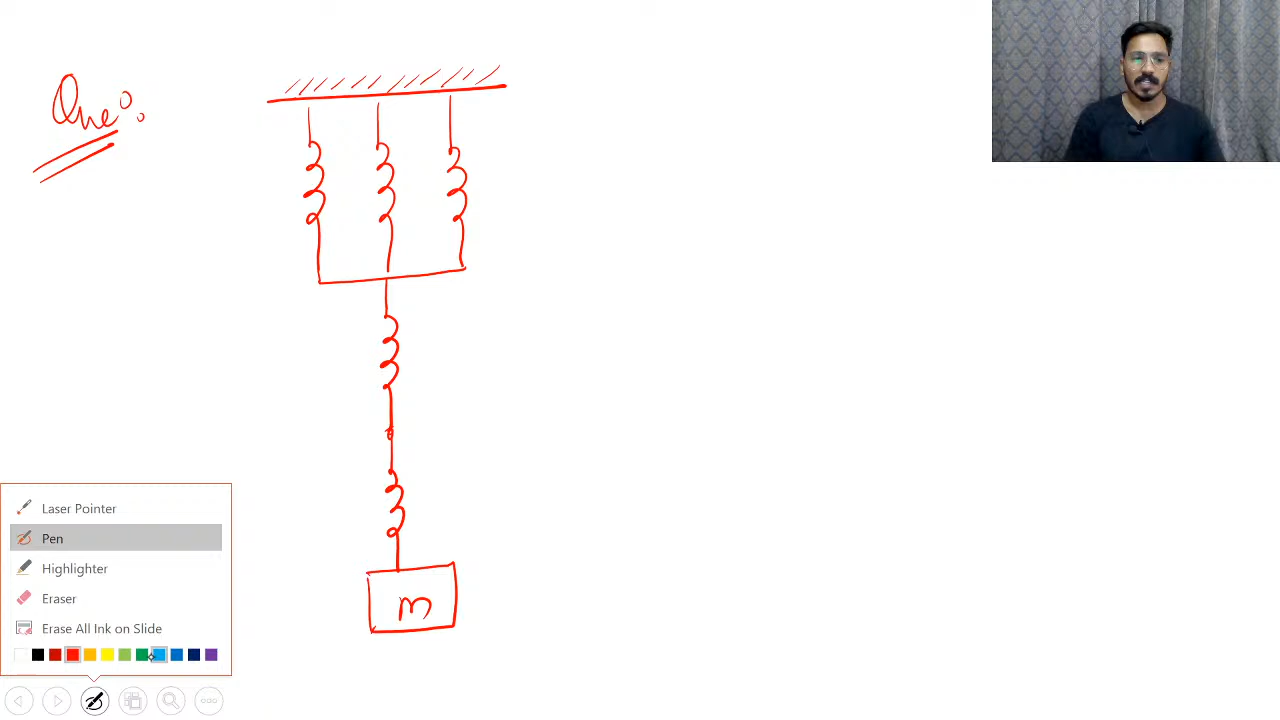 Que:
m
Laser Pointer
Pen
Highlighter
Eraser
Erase All Ink on Slide